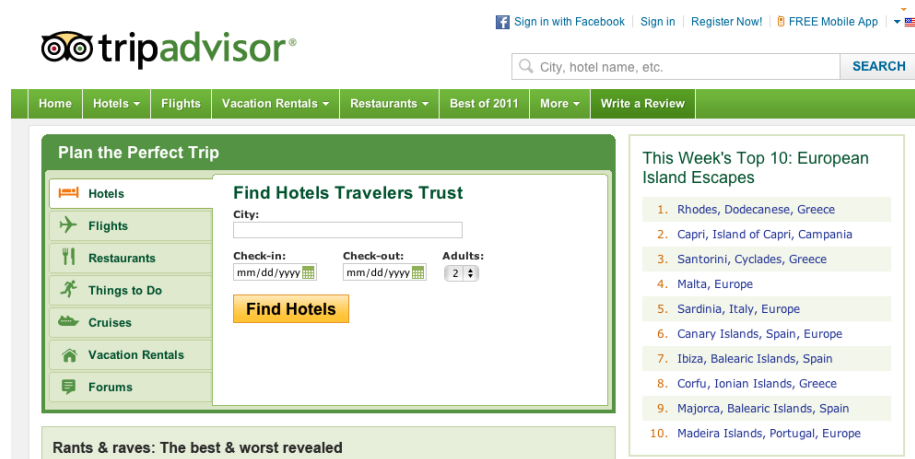 Sign in with Facebook Sign in Register Now! FREE Mobile App
tripadvisor®
City, hotel name, etc. SEARCH
Home Hotels Flights Vacation Rentals Restaurants Best of 2011 More Write a Review
Plan the Perfect Trip
Hotels
Flights
Restaurants
Things to Do
Cruises
Vacation Rentals
Forums
Find Hotels Travelers Trust
City:
Check-in: Check-out: Adults:
mm/dd/yyyy mm/dd/yyyy 2
Find Hotels
Rants & raves: The best & worst revealed
This Week's Top 10: European
Island Escapes
1. Rhodes, Dodecanese, Greece
2. Capri, Island of Capri, Campania
3. Santorini, Cyclades, Greece
4. Malta, Europe
5. Sardinia, Italy, Europe
6. Canary Islands, Spain, Europe
7. Ibiza, Balearic Islands, Spain
8. Corfu, Ionian Islands, Greece
9. Majorca, Balearic Islands, Spain
10. Madeira Islands, Portugal, Europe